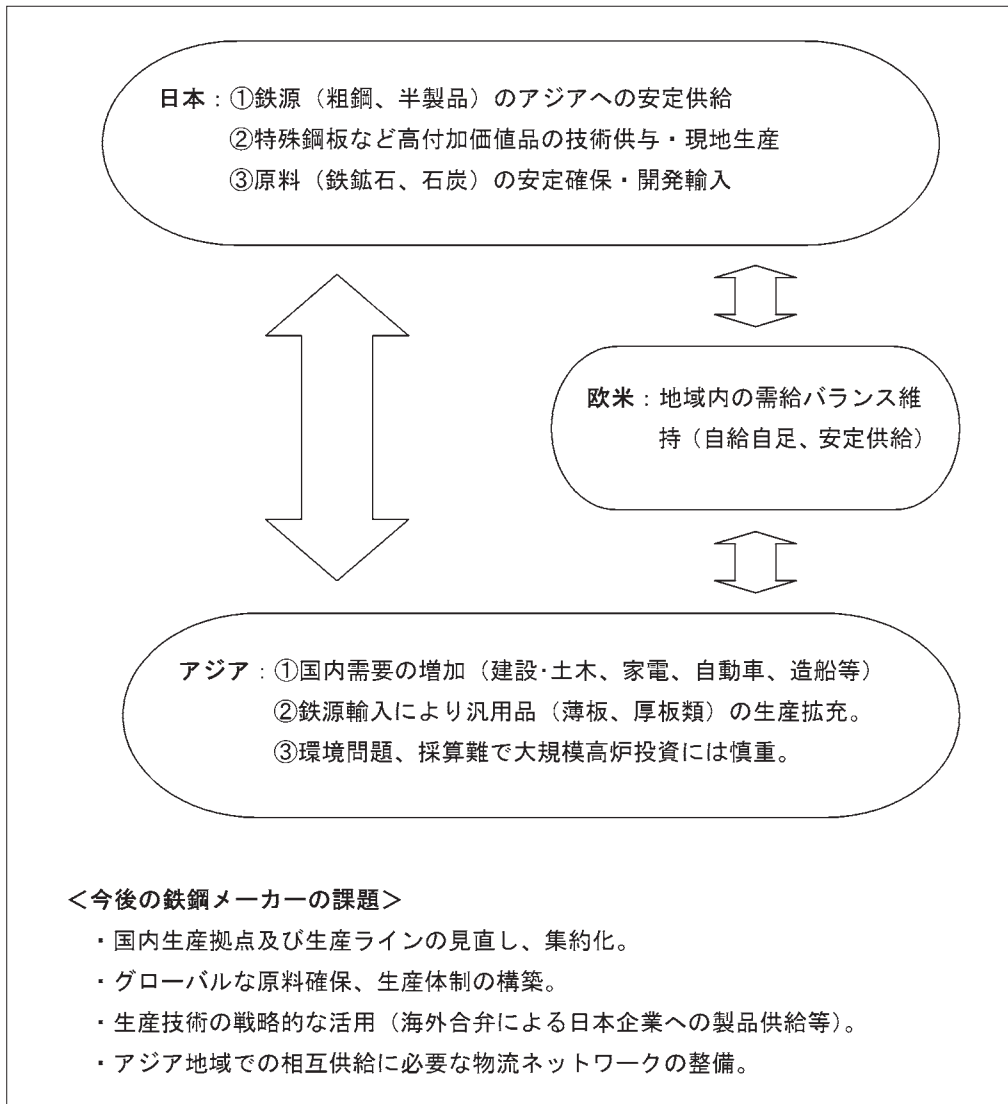 日本：①鉄源（粗鋼、半製品）のアジアへの安定供給
②特殊鋼板など高付加価値品の技術供与・現地生産
③原料（鉄鉱石、石炭）の安定確保・開発輸入
欧米：地域内の需給バランス維
持（自給自足、安定供給）
アジア：①国内需要の増加（建設･土木、家電、自動車、造船等）
②鉄源輸入により汎用品（薄板、厚板類）の生産拡充。
③環境問題、採算難で大規模高炉投資には慎重。
＜今後の鉄鋼メーカーの課題＞
・国内生産拠点及び生産ラインの見直し、集約化。
・グローバルな原料確保、生産体制の構築。
・生産技術の戦略的な活用（海外合弁による日本企業への製品供給等）。
・アジア地域での相互供給に必要な物流ネットワークの整備。